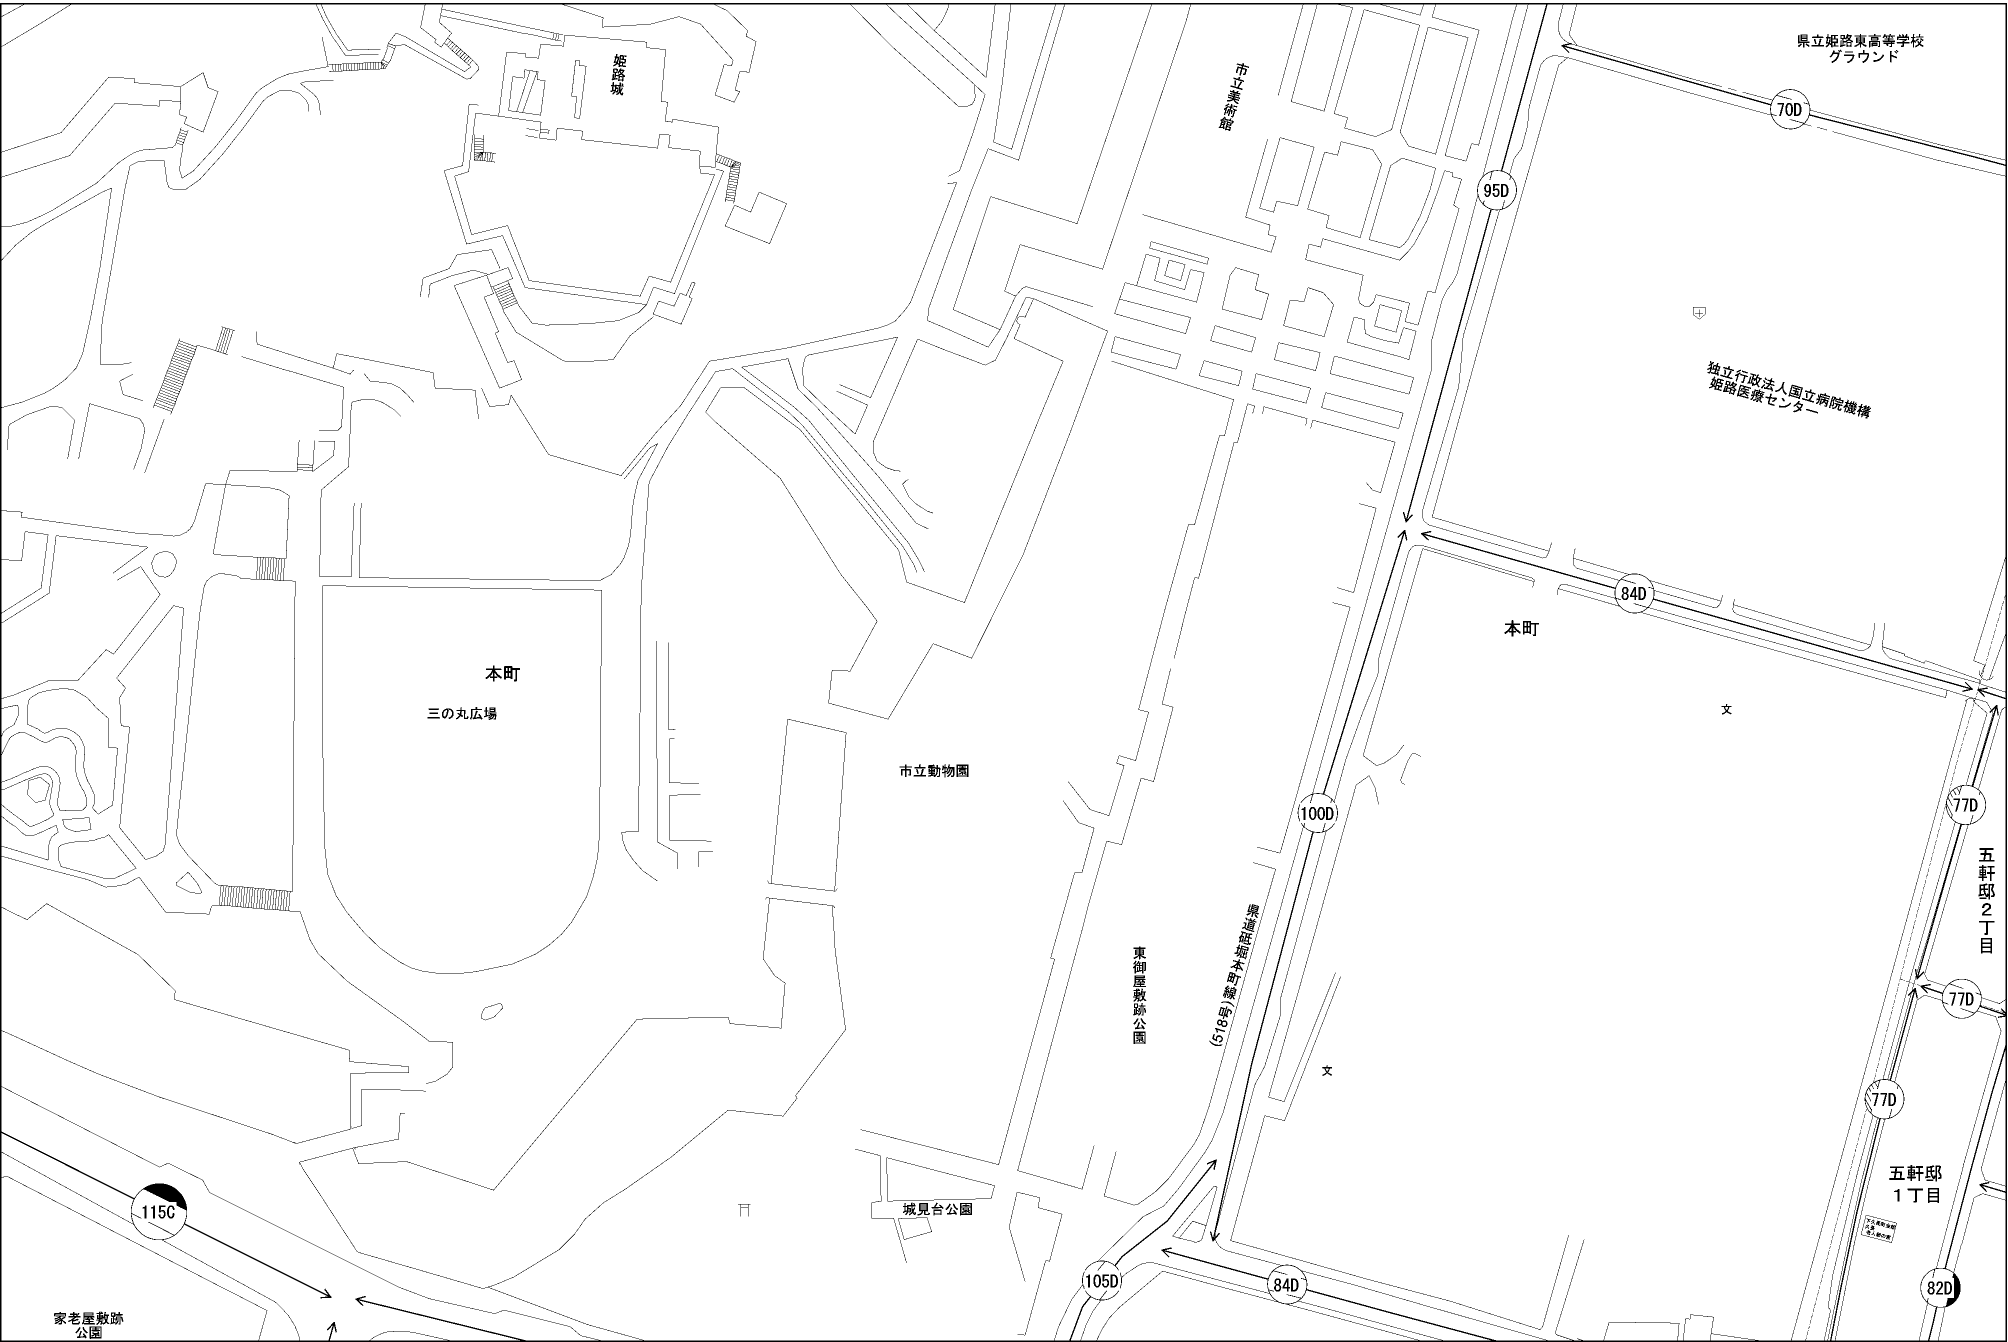 県立姫路東高等学校
グラウンド
姫路城
市立美術館
70D
95D
独立行政法人国立病院機構
姫路医療センター
84D
本町
本町
三の丸広場
文
市立動物園
77D
100D
五軒邸2丁目
県道砥堀本町線
(518号)
東御屋敷跡公園
77D
文
77D
五軒邸
1丁目
115C
城見台公園
105D
84D
82D
家老屋敷跡
公園